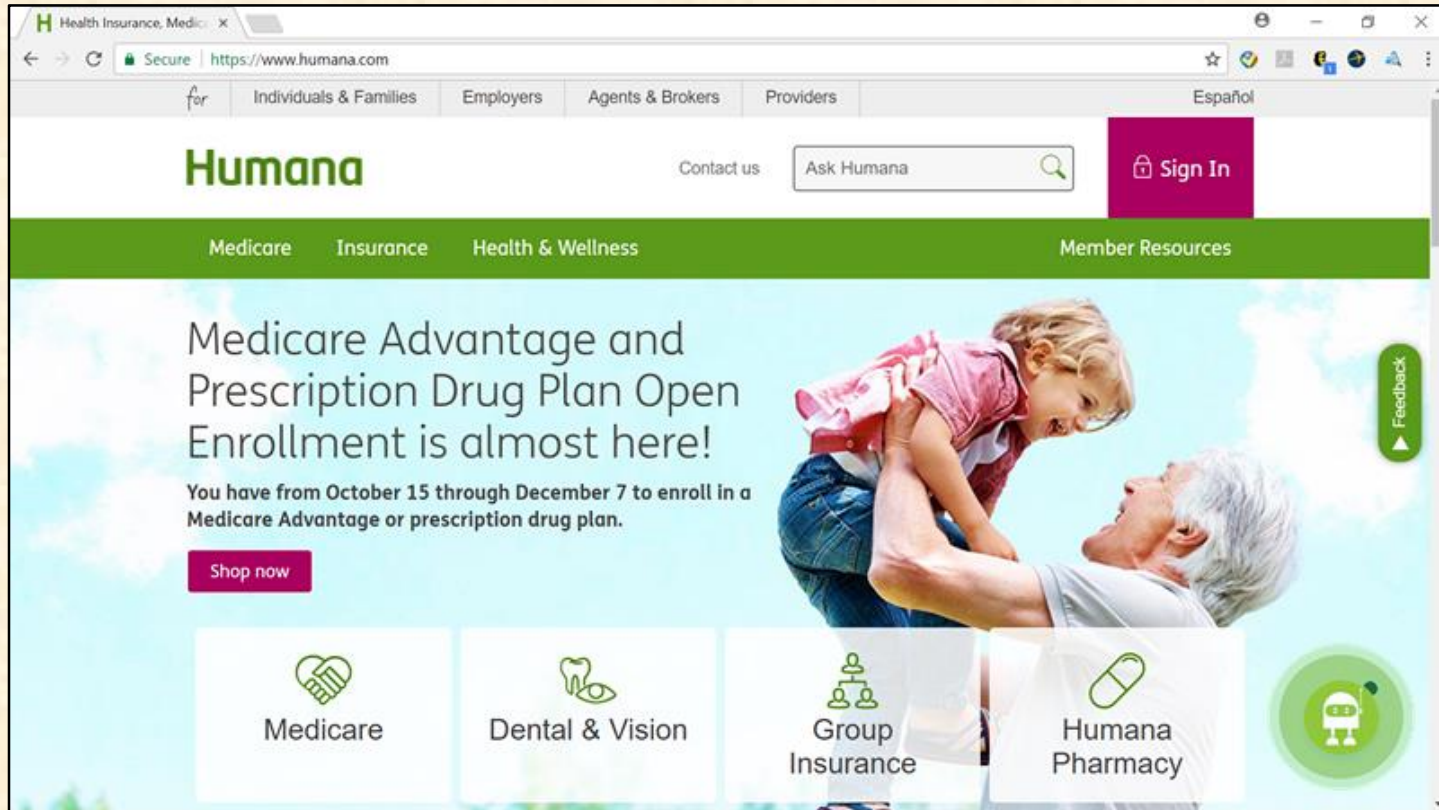 Health Insurance, Medic
Secure https://www.humana.com
for Individuals & Families Employers Agents & Brokers Providers Español
Humana Contact us Ask Humana Sign In
Medicare Insurance Health & Wellness Member Resources
Medicare Advantage and
Prescription Drug Plan Open
Enrollment is almost here!
You have from October 15 through December 7 to enroll in a
Medicare Advantage or prescription drug plan.
Shop now
Feedback
Medicare
Dental & Vision
Group
Insurance
Humana
Pharmacy